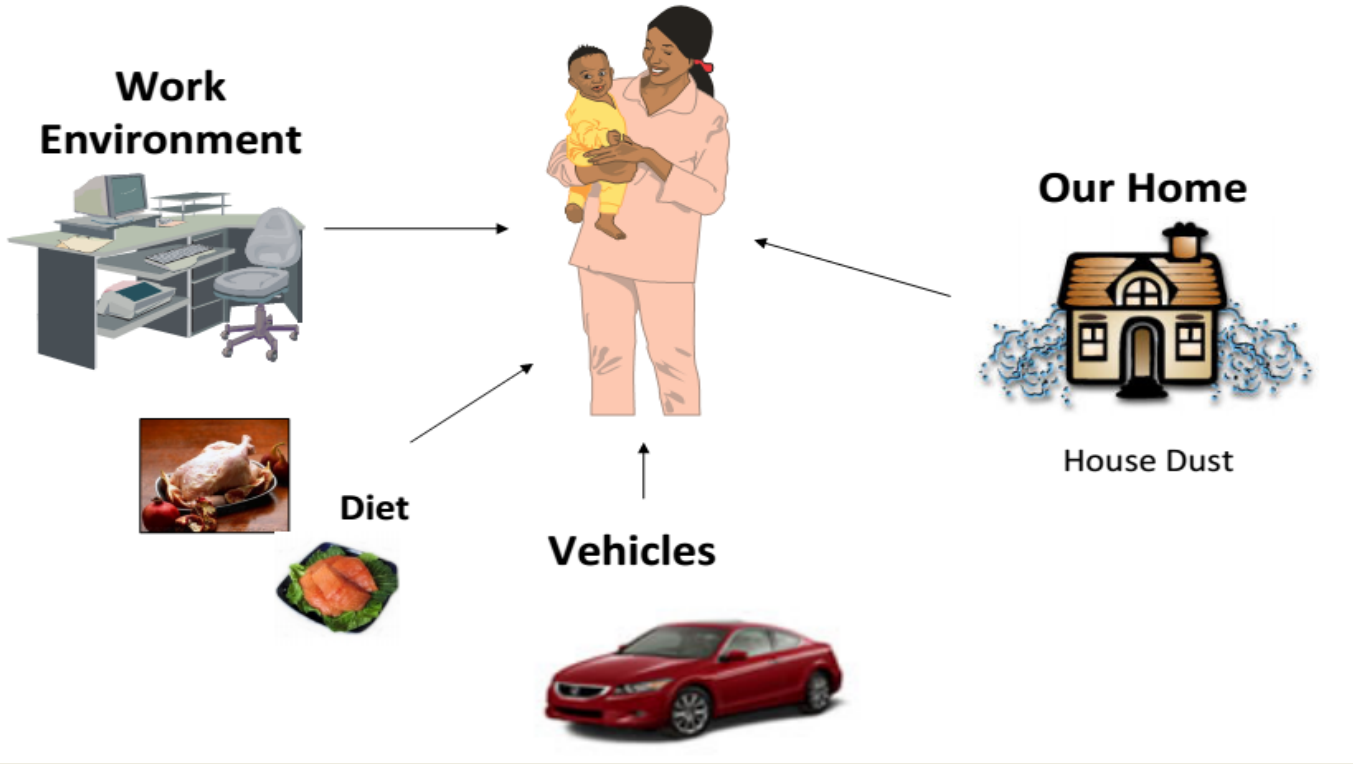 Work
Environment
Our Home
House Dust
Diet
Vehicles